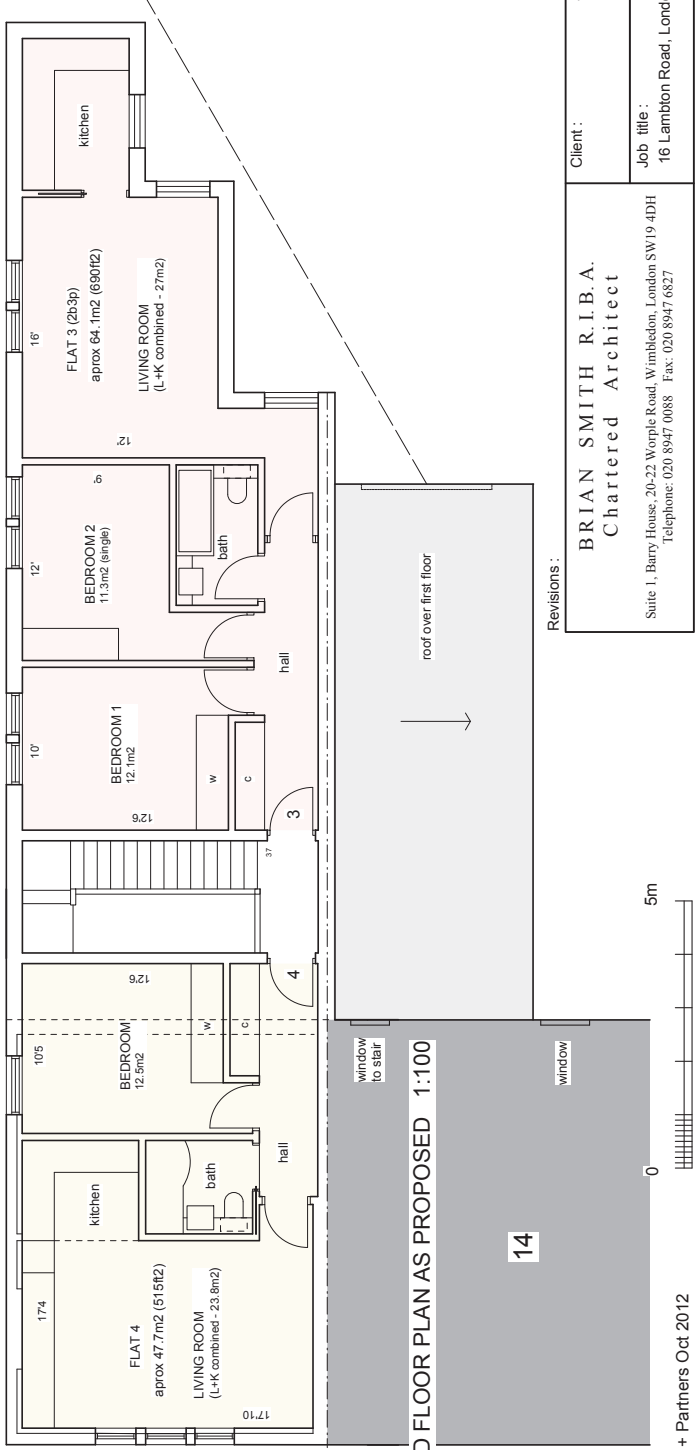 FLAT 4
aprox 47.7m2 (515ft2)
LIVING ROOM
(L+K combined - 23.8m2)
17'4
17'10
kitchen
bath
hall
BEDROOM
12.5m2
10'5
12'6
w
c
4
37
3
BEDROOM 1
12.1m2
10'
12'6
w
c
hall
BEDROOM 2
11.3m2 (single)
12'
9'
bath
FLAT 3 (2b3p)
aprox 64.1m2 (690ft2)
LIVING ROOM
(L+K combined - 27m2)
16'
12'
kitchen
window
to stair
window
14
roof over first floor
FLOOR PLAN AS PROPOSED 1:100
0
5m
+ Partners Oct 2012
Revisions :
BRIAN SMITH R.I.B.A.
Chartered Architect
Suite 1, Barry House, 20-22 Worple Road, Wimbledon, London SW19 4DH
Telephone: 020 8947 0088 Fax: 020 8947 6827
Client :
Job title :
16 Lambton Road,